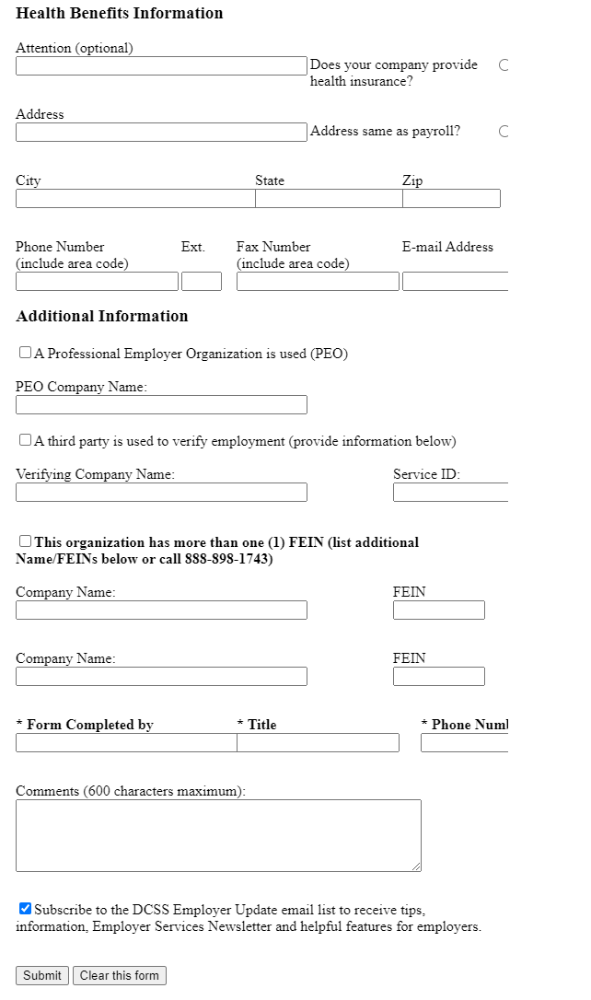 Health Benefits Information
Attention (optional)
Does your company provide
health insurance?
Address
Address same as payroll?
City State Zip
Phone Number Ext. Fax Number E-mail Address
(include area code) (include area code)
Additional Information
A Professional Employer Organization is used (PEO)
PEO Company Name:
A third party is used to verify employment (provide information below)
Verifying Company Name: Service ID:
This organization has more than one (1) FEIN (list additional
Name/FEINs below or call 888-898-1743)
Company Name: FEIN
Company Name: FEIN
* Form Completed by * Title * Phone
Comments (600 characters maximum):
Subscribe to the DCSS Employer Update email list to receive tips,
information, Employer Services Newsletter and helpful features for employers.
Submit Clear this form